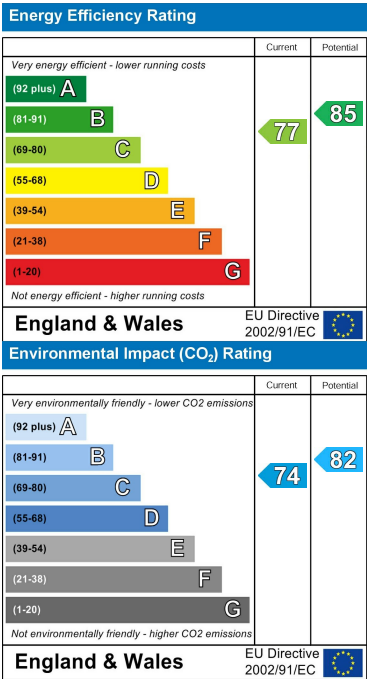 Energy Efficiency Rating
Current Potential
Very energy efficient - lower running costs
(92 plus) A
(81-91) B
(69-80) C
(55-68) D
(39-54) E
(21-38) F
(1-20) G
77
85
Not energy efficient - higher running costs
England & Wales
EU Directive
2002/91/EC
Environmental Impact (CO₂) Rating
Current Potential
Very environmentally friendly - lower CO2 emissions
(92 plus) A
(81-91) B
(69-80) C
(55-68) D
(39-54) E
(21-38) F
(1-20) G
74
82
Not environmentally friendly - higher CO2 emissions
England & Wales
EU Directive
2002/91/EC